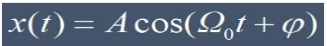 x(t) = A cos(Ω₀t + φ)